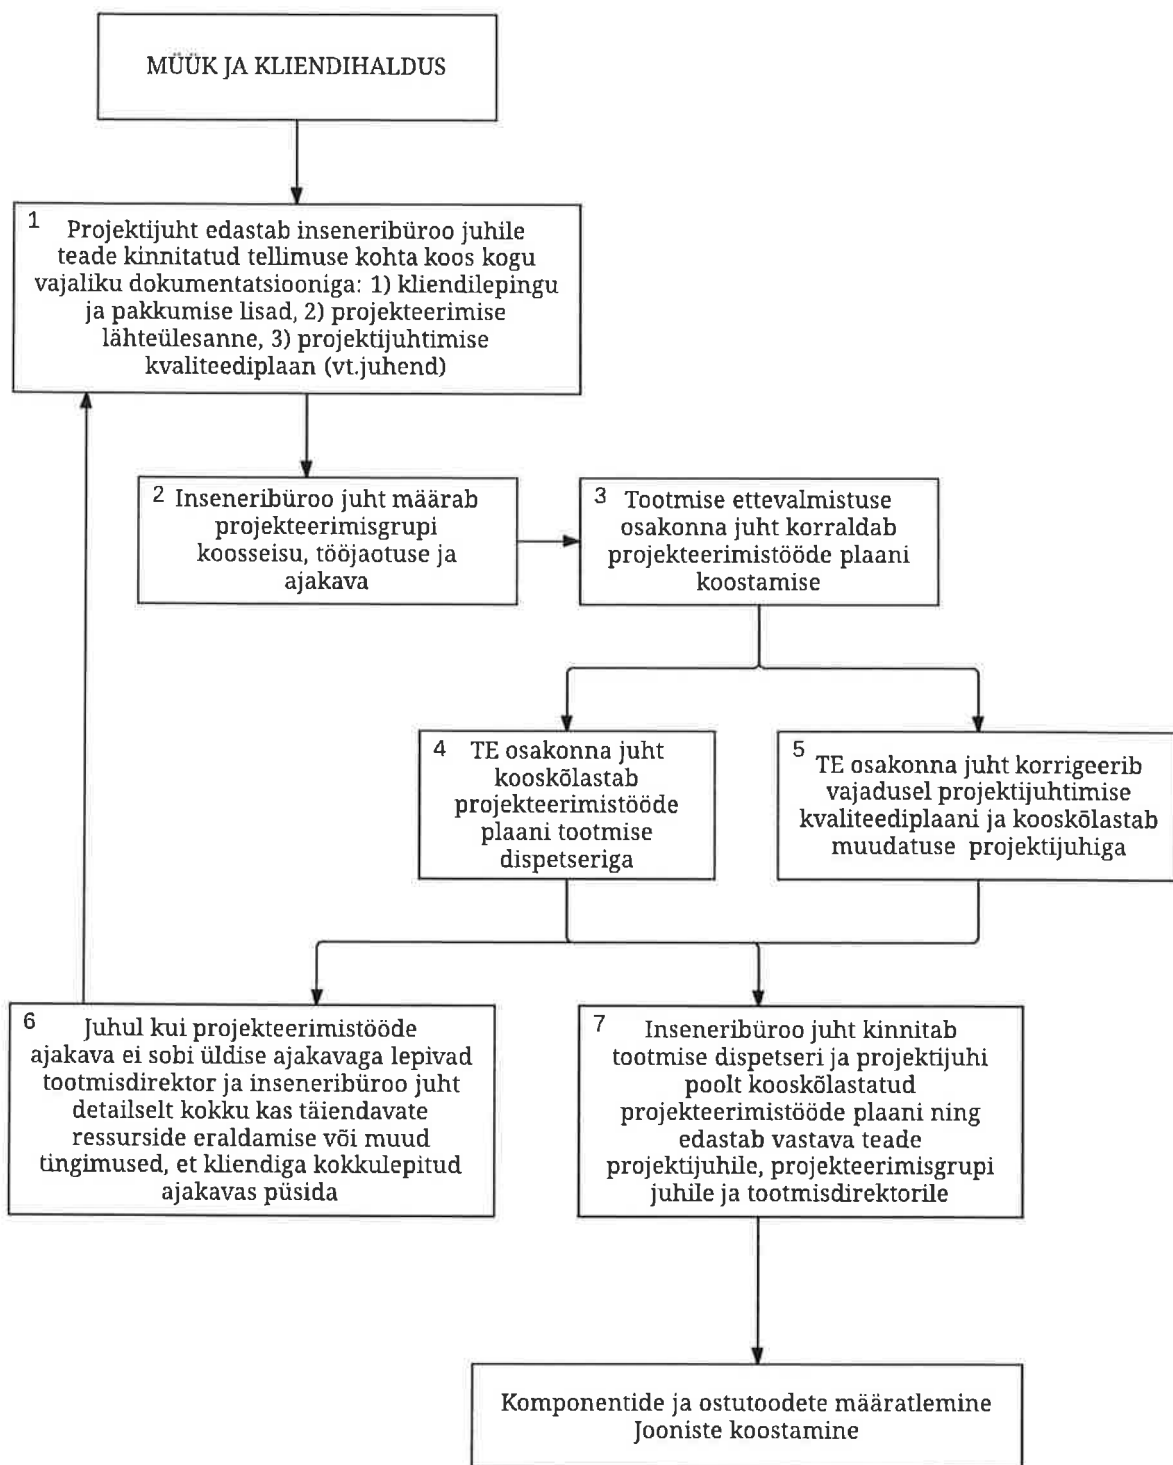 MÜÜK JA KLIENDIHALDUS
1 Projektijuht edastab inseneribüroo juhile
teade kinnitatud tellimuse kohta koos kogu
vajaliku dokumentatsiooniga: 1) kliendilepingu
ja pakkumise lisad, 2) projekteerimise
lähteülesanne, 3) projektijuhtimise
kvaliteediplaan (vt.juhend)
2 Inseneribüroo juht määrab
projekteerimisgrupi
koosseisu, tööjaotuse ja
ajakava
3 Tootmise ettevalmistuse
osakonna juht korraldab
projekteerimistööde plaani
koostamise
4 TE osakonna juht
kooskõlastab
projekteerimistööde
plaani tootmise
dispetseriga
5 TE osakonna juht korrigeerib
vajadusel projektijuhtimise
kvaliteediplaani ja kooskõlastab
muudatuse projektijuhiga
6 Juhul kui projekteerimistööde
ajakava ei sobi üldise ajakavaga lepivad
tootmisdirektor ja inseneribüroo juht
detailselt kokku kas täiendavate
ressurside eraldamise või muud
tingimused, et kliendiga kokkulepitud
ajakavas püsida
7 Inseneribüroo juht kinnitab
tootmise dispetseri ja projektijuhi
poolt kooskõlastatud
projekteerimistööde plaani ning
edastab vastava teade
projektijuhile, projekteerimisgrupi
juhile ja tootmisdirektorile
Komponentide ja ostutoodete määratlemine
Jooniste koostamine